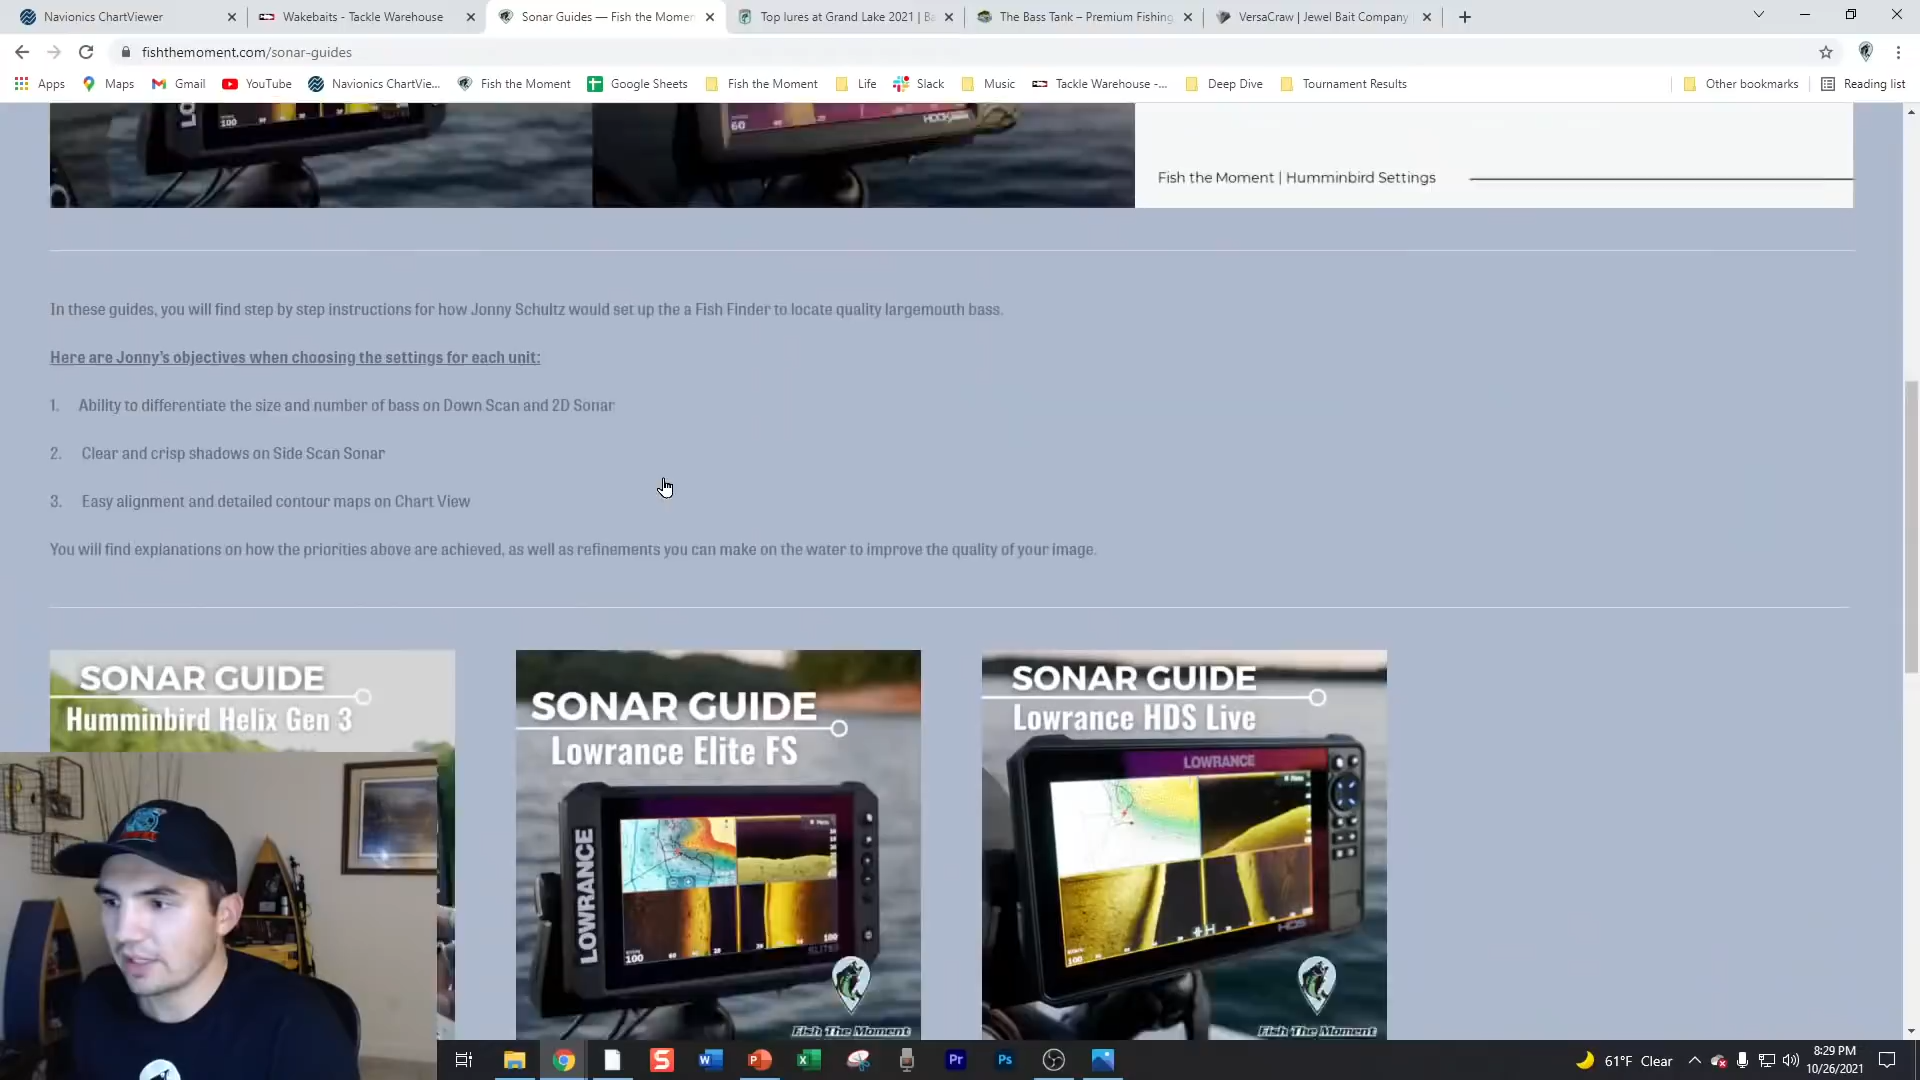 Navionics ChartViewer
Wakebaits - Tackle Warehouse
Sonar Guides — Fish the Momen
Top lures at Grand Lake 2021 | Ba
The Bass Tank – Premium Fishing
VersaCraw | Jewel Bait Company
fishthemoment.com/sonar-guides
Apps Maps Gmail YouTube Navionics ChartVie... Fish the Moment Google Sheets Fish the Moment Life Slack Music Tackle Warehouse -... Deep Dive Tournament Results Other bookmarks Reading list
100
60
HOOK
Fish the Moment | Humminbird Settings
In these guides, you will find step by step instructions for how Jonny Schultz would set up the a Fish Finder to locate quality largemouth bass.
Here are Jonny's objectives when choosing the settings for each unit:
1. Ability to differentiate the size and number of bass on Down Scan and 2D Sonar
2. Clear and crisp shadows on Side Scan Sonar
3. Easy alignment and detailed contour maps on Chart View
You will find explanations on how the priorities above are achieved, as well as refinements you can make on the water to improve the quality of your image.
SONAR GUIDE
Humminbird Helix Gen 3
SONAR GUIDE
Lowrance Elite FS
LOWRANCE
100
100
Fish The Moment
SONAR GUIDE
Lowrance HDS Live
LOWRANCE
100
HDS
Fish The Moment
61°F Clear
8:29 PM
10/26/2021